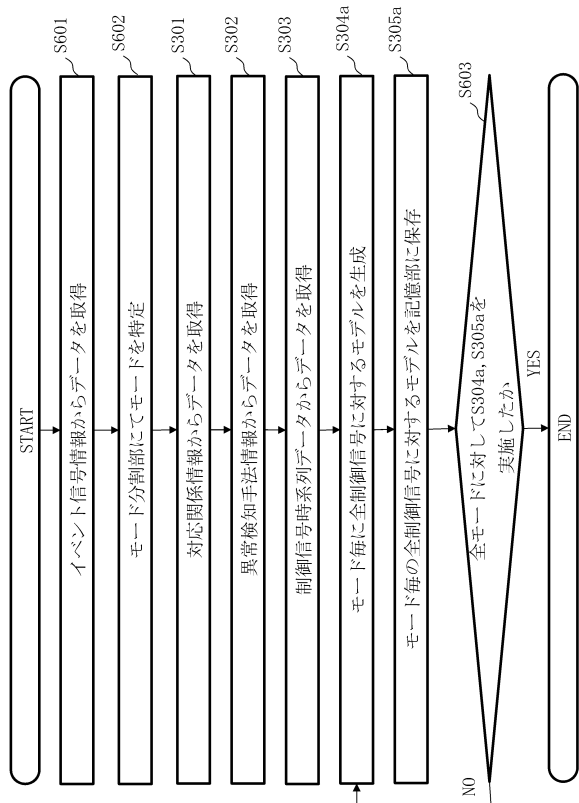 START
S601
イベント信号情報からデータを取得
S602
モード分割部にてモードを特定
S301
対応関係情報からデータを取得
S302
異常検知手法情報からデータを取得
S303
制御信号時系列データからデータを取得
S304a
モード毎に全制御信号に対するモデルを生成
S305a
モード毎の全制御信号に対するモデルを記憶部に保存
S603
全モードに対してS304a, S305aを
実施したか
NO
YES
END